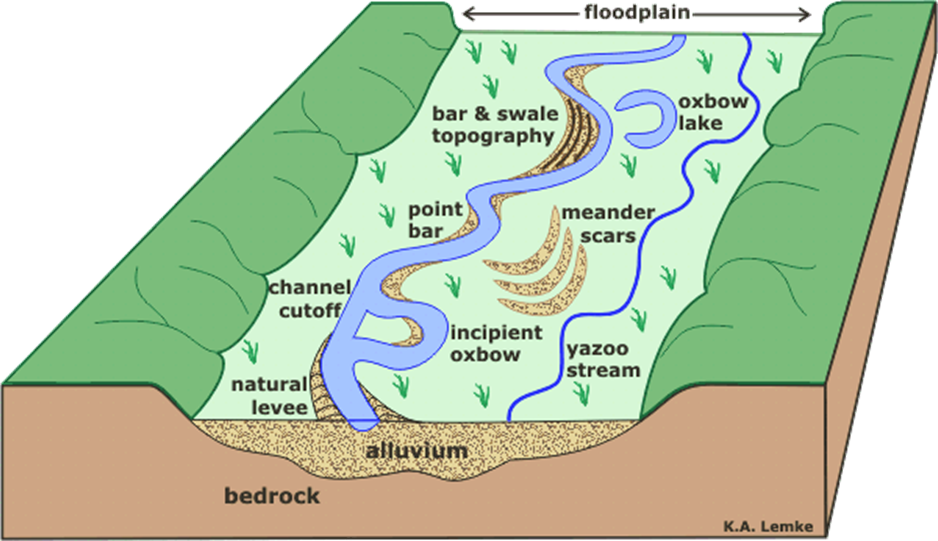 floodplain
bar & swale
topography
oxbow
lake
point
bar
meander
scars
channel
cutoff
incipient
oxbow
yazoo
stream
natural
levee
alluvium
bedrock
K.A. Lemke